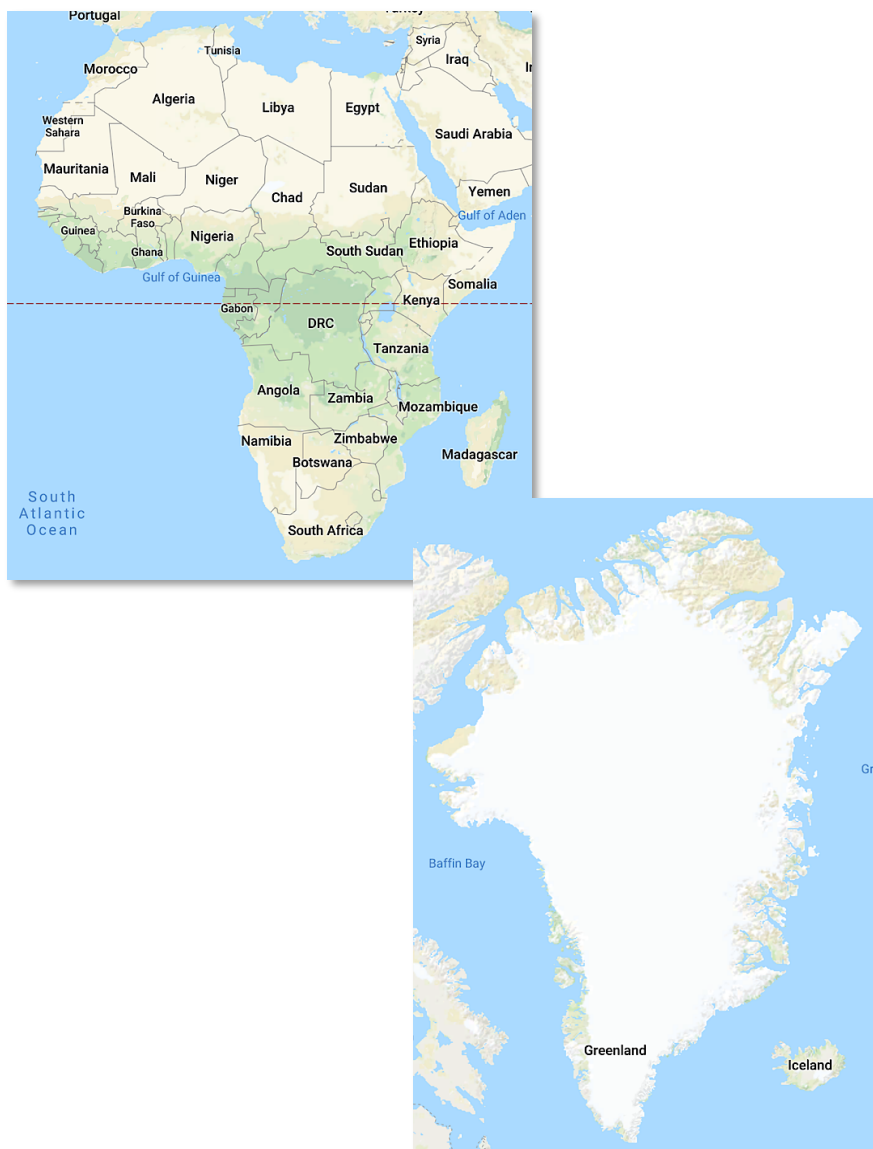 Portugal
Turkey
Tunisia
Syria
Iraq
Morocco
Algeria
Libya
Egypt
Western
Sahara
Saudi Arabia
Mauritania
Mali
Niger
Chad
Sudan
Yemen
Burkina
Faso
Gulf of Aden
Guinea
Nigeria
Ethiopia
Ghana
South Sudan
Gulf of Guinea
Somalia
Kenya
Gabon
DRC
Tanzania
Angola
Zambia
Mozambique
Namibia
Zimbabwe
Botswana
Madagascar
South
Atlantic
Ocean
South Africa
Gr
Baffin Bay
Greenland
Iceland